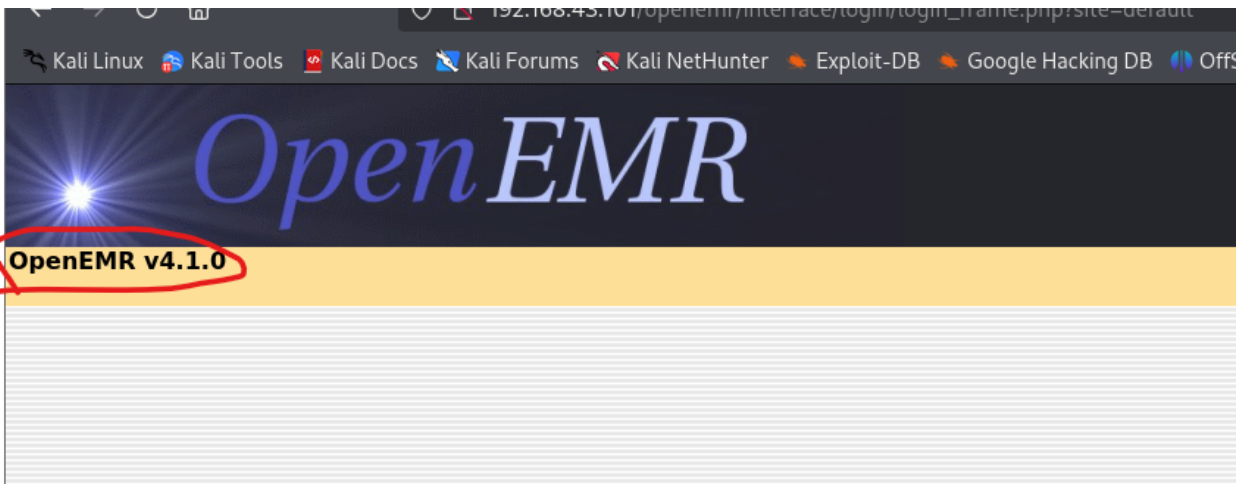 192.168.43.101/openemr/interface/login/login_frame.php?site=default
Kali Linux Kali Tools Kali Docs Kali Forums Kali NetHunter Exploit-DB Google Hacking DB OffS
OpenEMR
OpenEMR v4.1.0